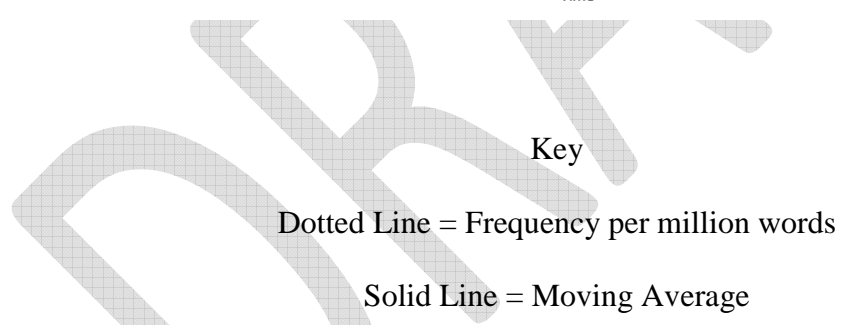 Key
Dotted Line = Frequency per million words
Solid Line = Moving Average